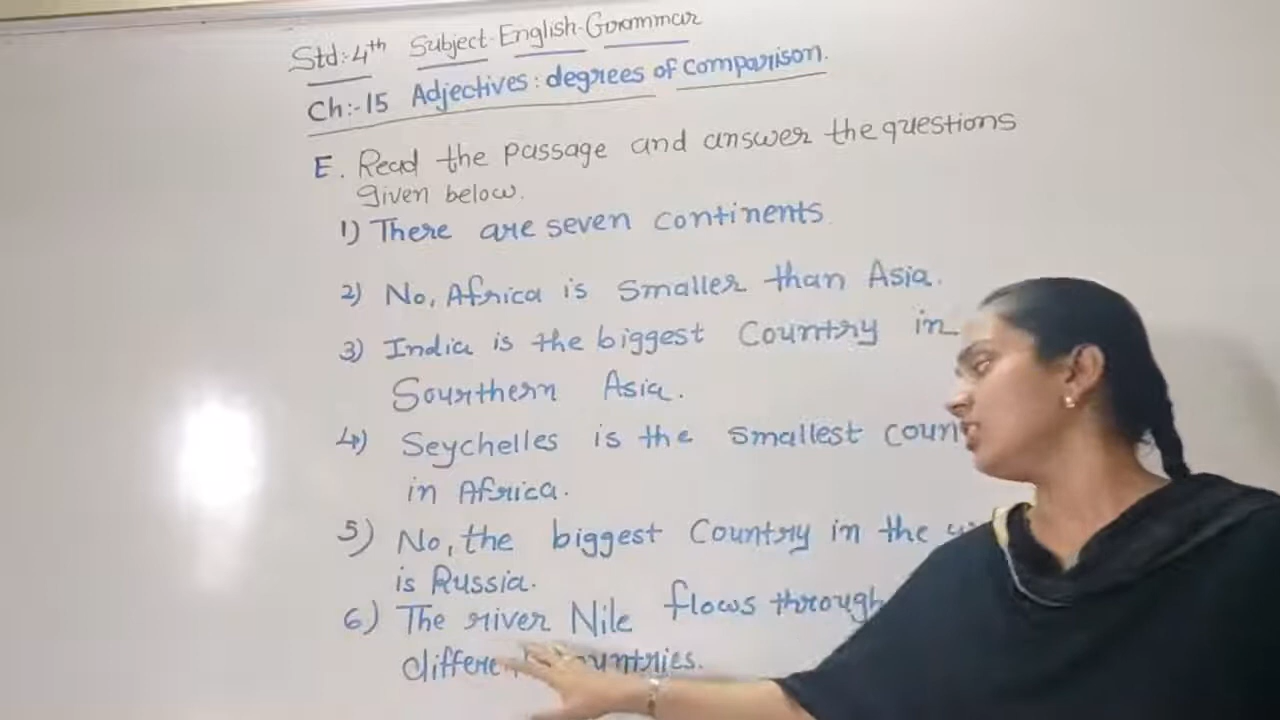 Std:-4th Subject-English-Grammar
Ch:-15 Adjectives: degrees of comparison.
E. Read the passage and answer the questions
given below.
1) There are seven continents.
2) No, Africa is smaller than Asia.
3) India is the biggest Country in
Sourthern Asia.
4) Seychelles is the smallest
in Africa.
5) No, the biggest Country in the
is Russia.
6) The river Nile flows